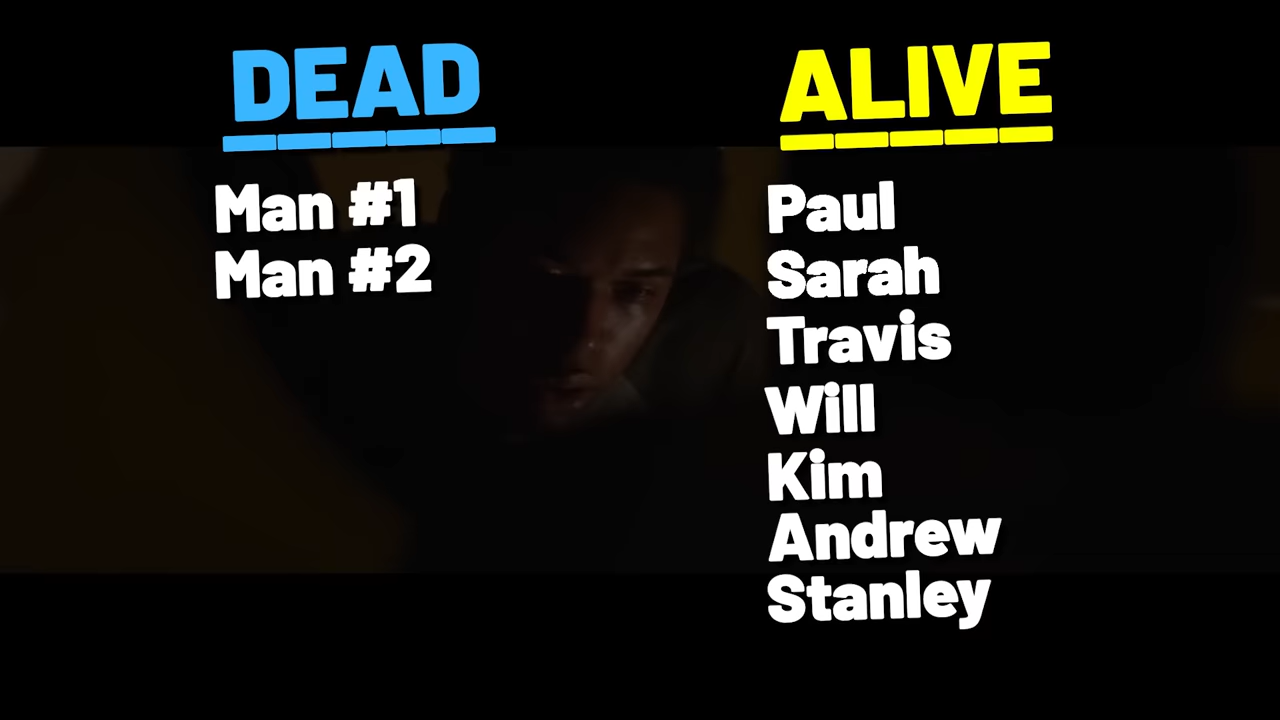 DEAD
Man #1
Man #2
ALIVE
Paul
Sarah
Travis
Will
Kim
Andrew
Stanley